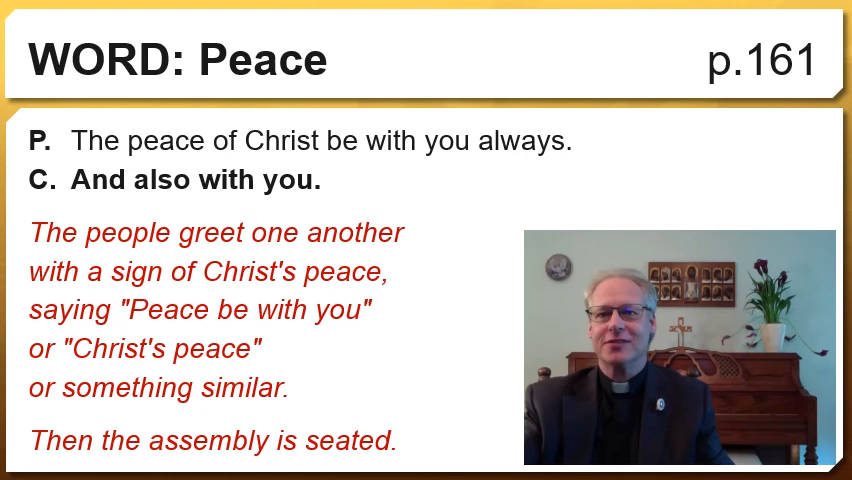 WORD: Peace p.161
P. The peace of Christ be with you always.
C. And also with you.
The people greet one another
with a sign of Christ's peace,
saying "Peace be with you"
or "Christ's peace"
or something similar.
Then the assembly is seated.